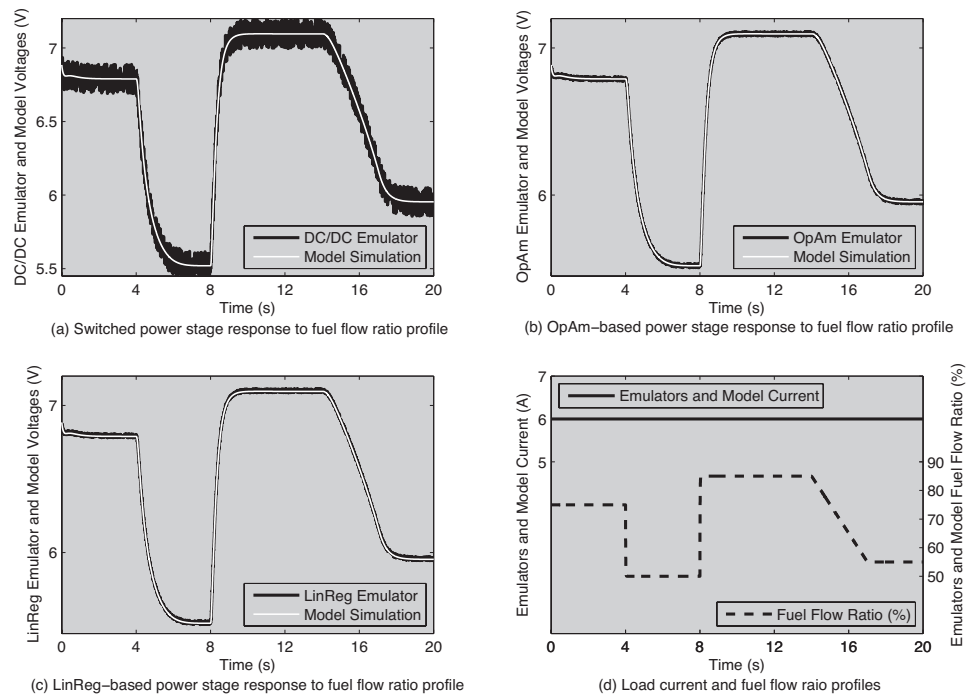 DC/DC Emulator and Model Voltages (V)
7
6.5
6
5.5
DC/DC Emulator
Model Simulation
0 4 8 12 16 20
Time (s)
(a) Switched power stage response to fuel flow ratio profile
OpAm Emulator and Model Voltages (V)
7
6
OpAm Emulator
Model Simulation
0 4 8 12 16 20
Time (s)
(b) OpAm−based power stage response to fuel flow ratio profile
LinReg Emulator and Model Voltages (V)
7
6
LinReg Emulator
Model Simulation
0 4 8 12 16 20
Time (s)
(c) LinReg−based power stage response to fuel flow ratio profile
Emulators and Model Current (A)
7
6
5
Emulators and Model Current
Emulators and Model Fuel Flow Ratio (%)
90
80
70
60
50
Fuel Flow Ratio (%)
0 4 8 12 16 20
Time (s)
(d) Load current and fuel flow raio profiles